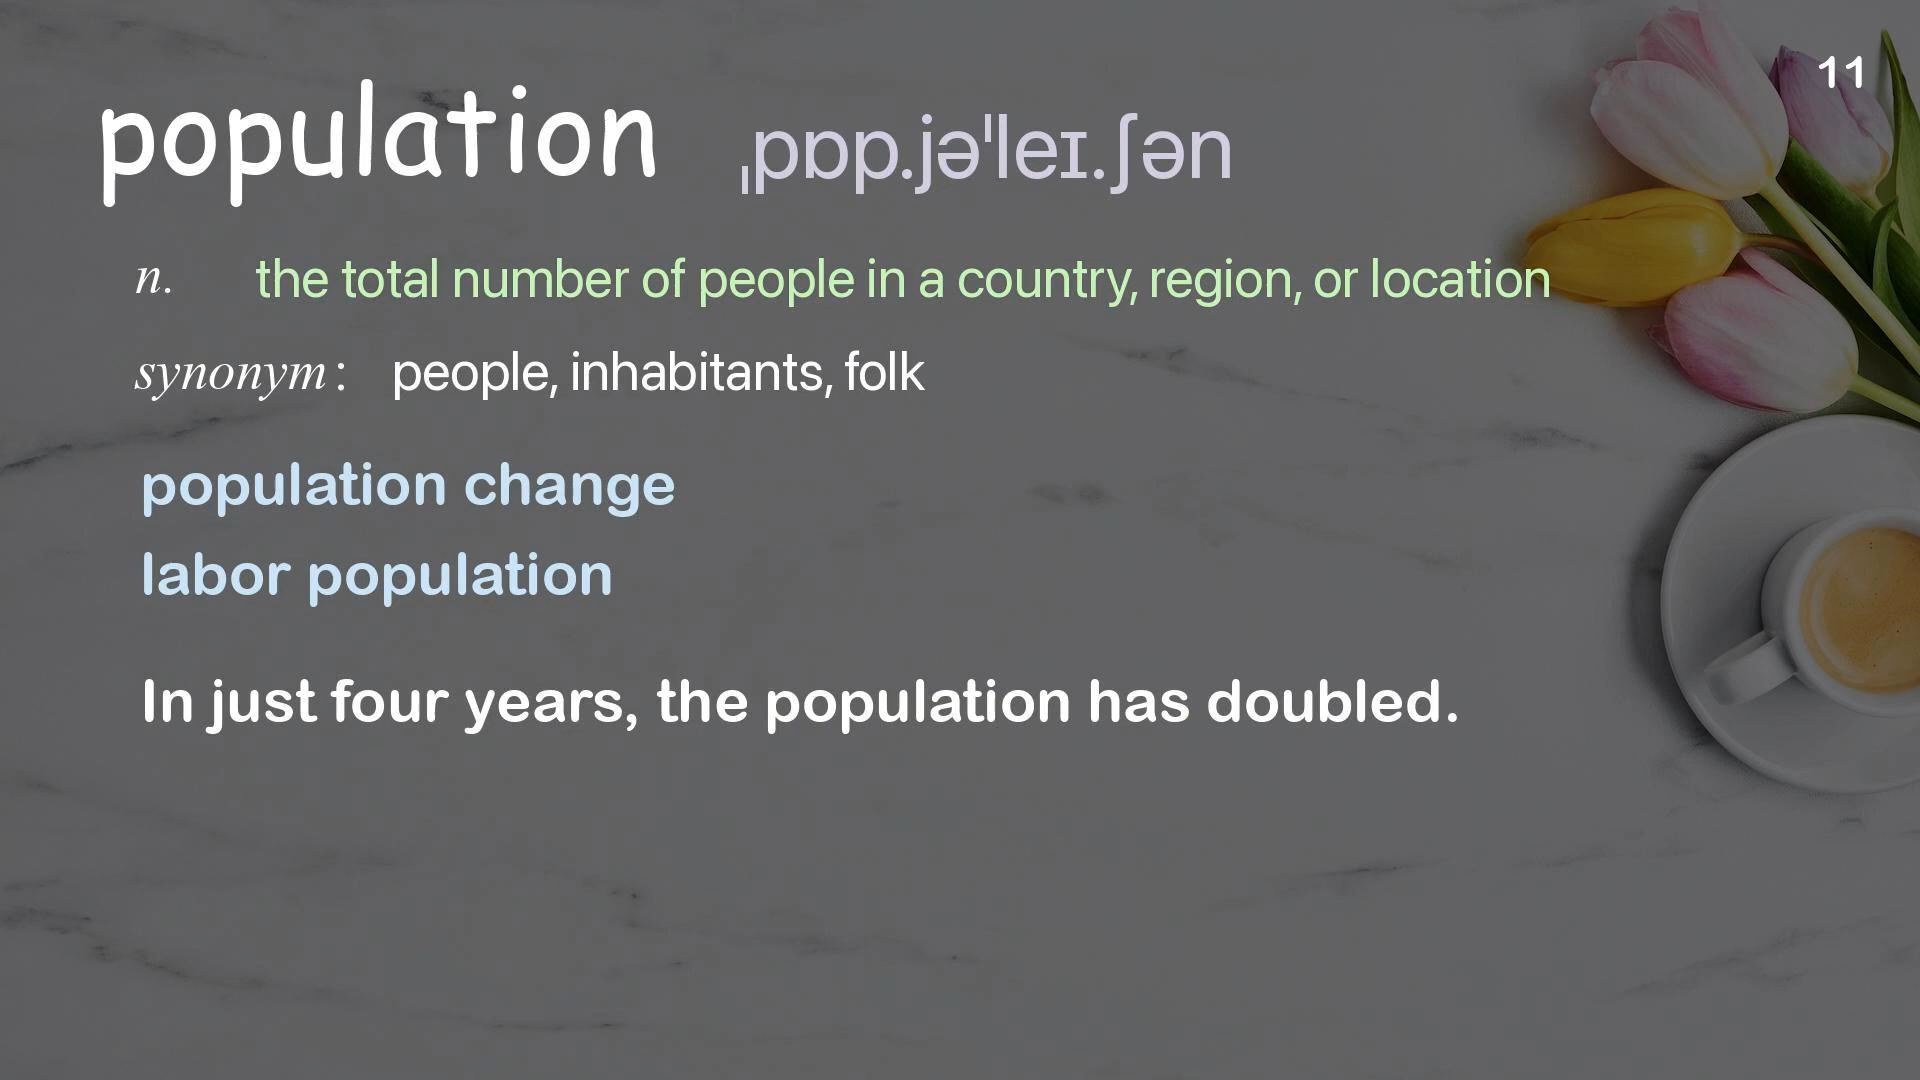 11
population ˌpɒp.jəˈleɪ.ʃən
n. the total number of people in a country, region, or location
synonym: people, inhabitants, folk
population change
labor population
In just four years, the population has doubled.